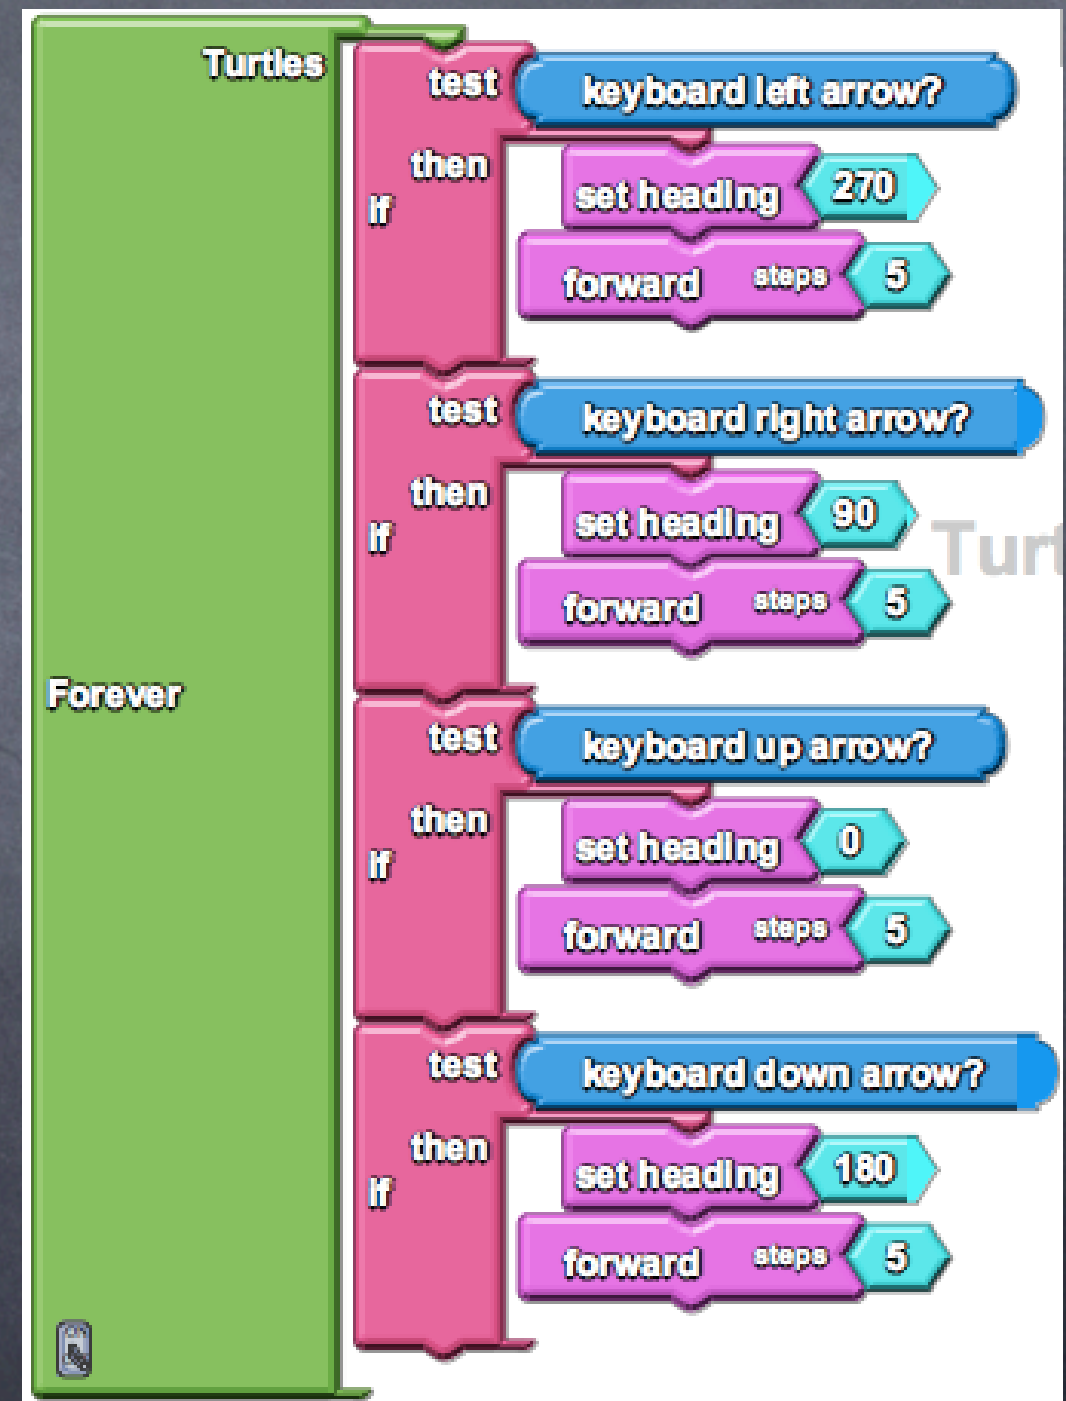 Turtles
test
keyboard left arrow?
then
if
set heading 270
forward steps 5
test
keyboard right arrow?
then
if
set heading 90
forward steps 5
Forever
test
keyboard up arrow?
then
if
set heading 0
forward steps 5
test
keyboard down arrow?
then
if
set heading 180
forward steps 5